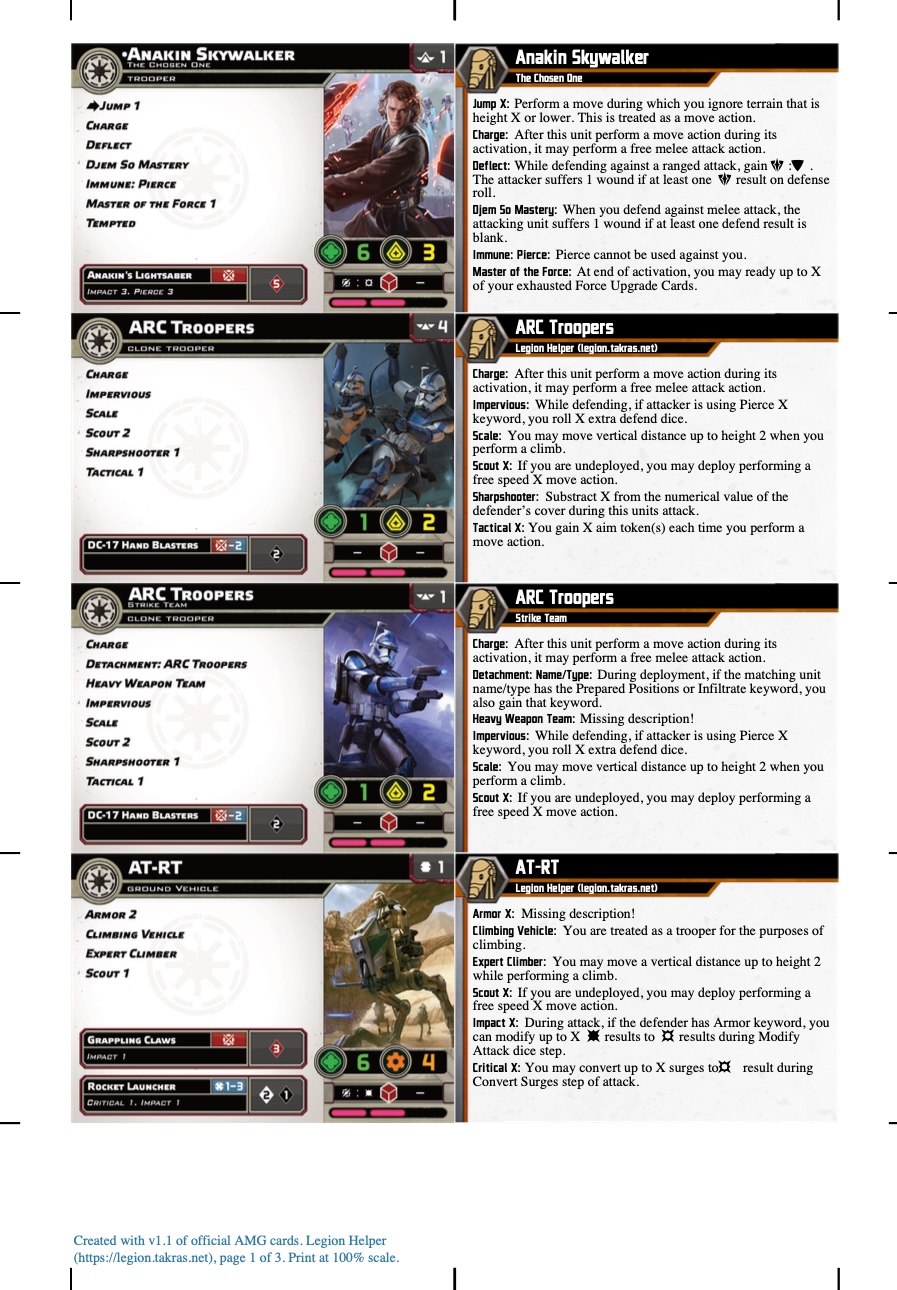 •Anakin Skywalker
The Chosen One
Trooper
1
Jump 1
Charge
Deflect
Djem So Mastery
Immune: Pierce
Master of the Force 1
Tempted
6 3
Anakin's Lightsaber
Impact 3, Pierce 3
5
: –
Anakin Skywalker
The Chosen One
Jump X: Perform a move during which you ignore terrain that is
height X or lower. This is treated as a move action.
Charge: After this unit perform a move action during its
activation, it may perform a free melee attack action.
Deflect: While defending against a ranged attack, gain : .
The attacker suffers 1 wound if at least one result on defense
roll.
Djem So Mastery: When you defend against melee attack, the
attacking unit suffers 1 wound if at least one defend result is
blank.
Immune: Pierce: Pierce cannot be used against you.
Master of the Force: At end of activation, you may ready up to X
of your exhausted Force Upgrade Cards.
ARC Troopers
Clone Trooper
4
Charge
Impervious
Scale
Scout 2
Sharpshooter 1
Tactical 1
1 2
DC-17 Hand Blasters
-2
2
– –
ARC Troopers
Legion Helper (legion.takras.net)
Charge: After this unit perform a move action during its
activation, it may perform a free melee attack action.
Impervious: While defending, if attacker is using Pierce X
keyword, you roll X extra defend dice.
Scale: You may move vertical distance up to height 2 when you
perform a climb.
Scout X: If you are undeployed, you may deploy performing a
free speed X move action.
Sharpshooter: Substract X from the numerical value of the
defender's cover during this units attack.
Tactical X: You gain X aim token(s) each time you perform a
move action.
ARC Troopers
Strike Team
Clone Trooper
1
Charge
Detachment: ARC Troopers
Heavy Weapon Team
Impervious
Scale
Scout 2
Sharpshooter 1
Tactical 1
1 2
DC-17 Hand Blasters
-2
2
– –
ARC Troopers
Strike Team
Charge: After this unit perform a move action during its
activation, it may perform a free melee attack action.
Detachment: Name/Type: During deployment, if the matching unit
name/type has the Prepared Positions or Infiltrate keyword, you
also gain that keyword.
Heavy Weapon Team: Missing description!
Impervious: While defending, if attacker is using Pierce X
keyword, you roll X extra defend dice.
Scale: You may move vertical distance up to height 2 when you
perform a climb.
Scout X: If you are undeployed, you may deploy performing a
free speed X move action.
AT-RT
Ground Vehicle
1
Armor 2
Climbing Vehicle
Expert Climber
Scout 1
Grappling Claws
Impact 1
3
6 4
Rocket Launcher
1-3
Critical 1, Impact 1
2 1
: –
AT-RT
Legion Helper (legion.takras.net)
Armor X: Missing description!
Climbing Vehicle: You are treated as a trooper for the purposes of
climbing.
Expert Climber: You may move a vertical distance up to height 2
while performing a climb.
Scout X: If you are undeployed, you may deploy performing a
free speed X move action.
Impact X: During attack, if the defender has Armor keyword, you
can modify up to X results to results during Modify
Attack dice step.
Critical X: You may convert up to X surges to result during
Convert Surges step of attack.
Created with v1.1 of official AMG cards. Legion Helper
(https://legion.takras.net), page 1 of 3. Print at 100% scale.